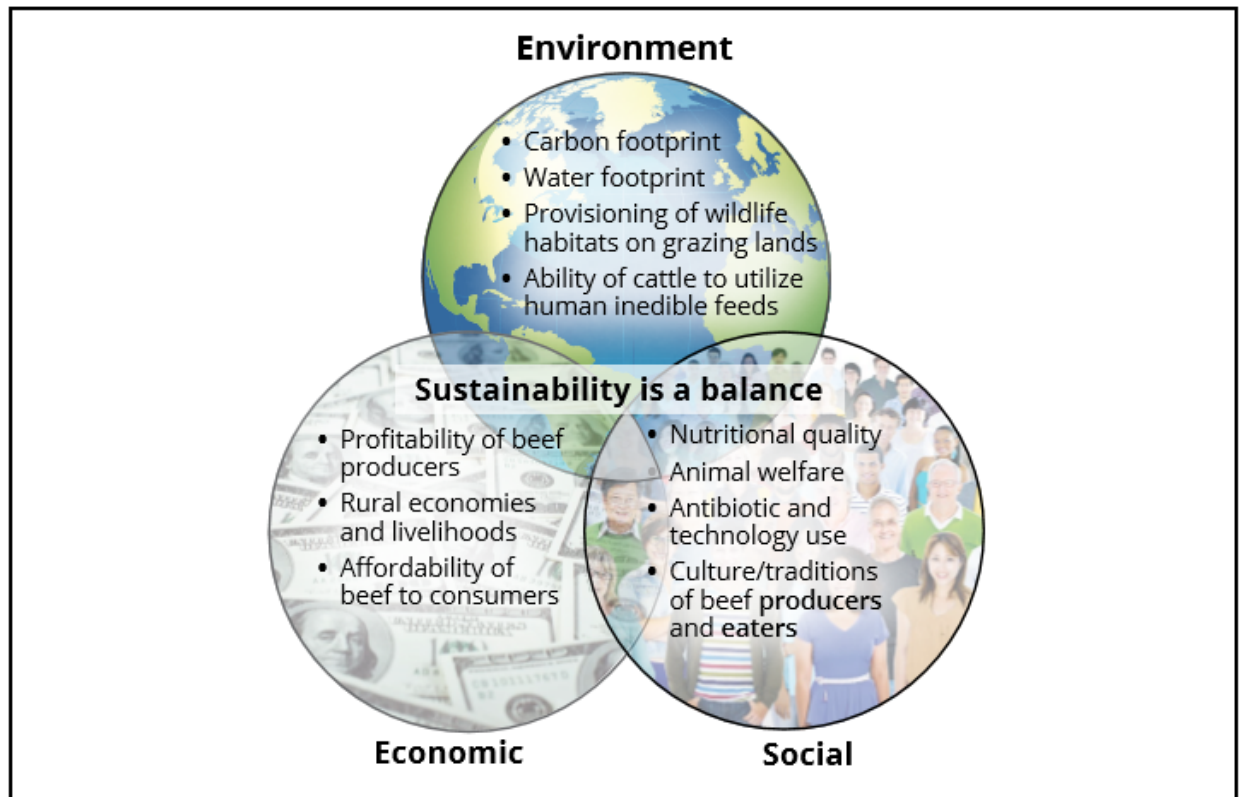 Environment
• Carbon footprint
• Water footprint
• Provisioning of wildlife
habitats on grazing lands
• Ability of cattle to utilize
human inedible feeds
Sustainability is a balance
• Profitability of beef
producers
• Rural economies
and livelihoods
• Affordability of
beef to consumers
• Nutritional quality
• Animal welfare
• Antibiotic and
technology use
• Culture/traditions
of beef producers
and eaters
Economic
Social